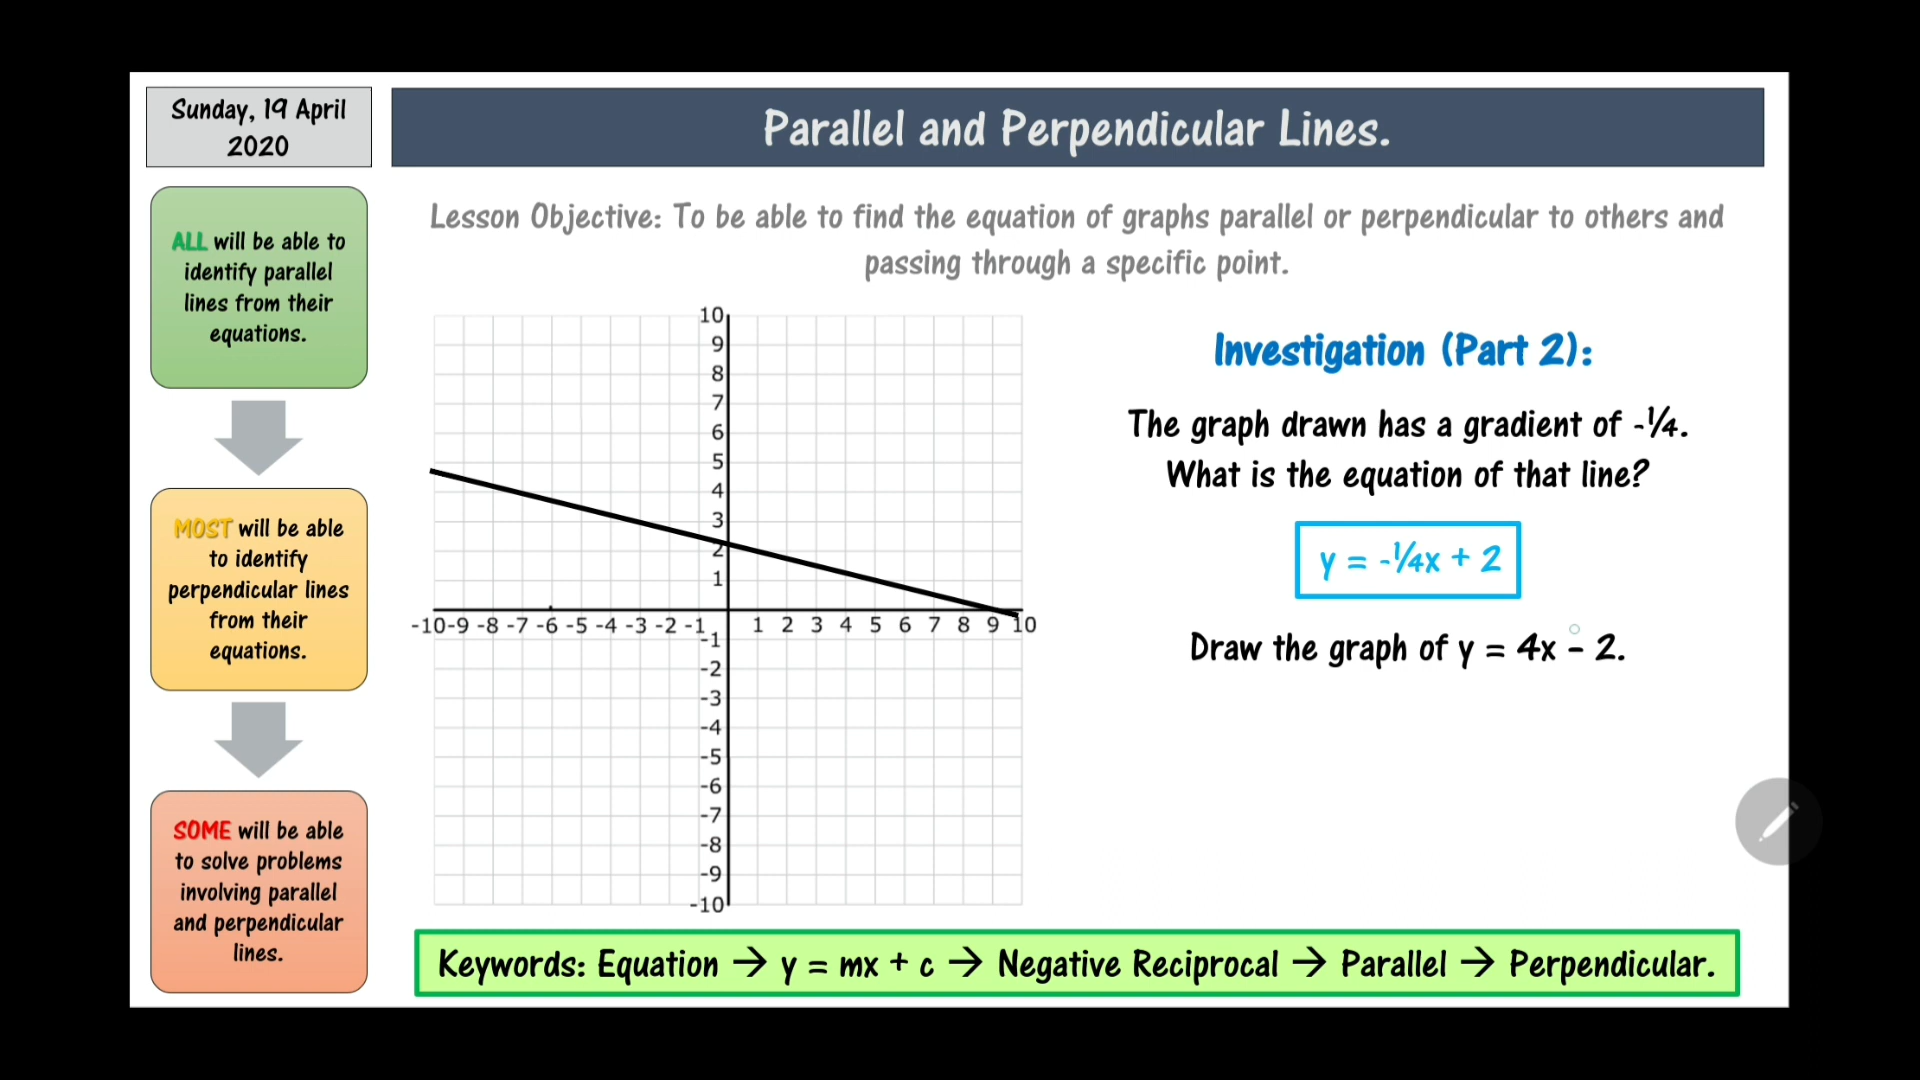 Sunday, 19 April
2020
Parallel and Perpendicular Lines.
Lesson Objective: To be able to find the equation of graphs parallel or perpendicular to others and
passing through a specific point.
ALL will be able to
identify parallel
lines from their
equations.
MOST will be able
to identify
perpendicular lines
from their
equations.
SOME will be able
to solve problems
involving parallel
and perpendicular
lines.
10
9
8
7
6
5
4
3
2
1
-10 -9 -8 -7 -6 -5 -4 -3 -2 -1 1 2 3 4 5 6 7 8 9 10
-1
-2
-3
-4
-5
-6
-7
-8
-9
-10
Investigation (Part 2):
The graph drawn has a gradient of -¼.
What is the equation of that line?
y = -¼x + 2
Draw the graph of y = 4x - 2.
Keywords: Equation → y = mx + c → Negative Reciprocal → Parallel → Perpendicular.